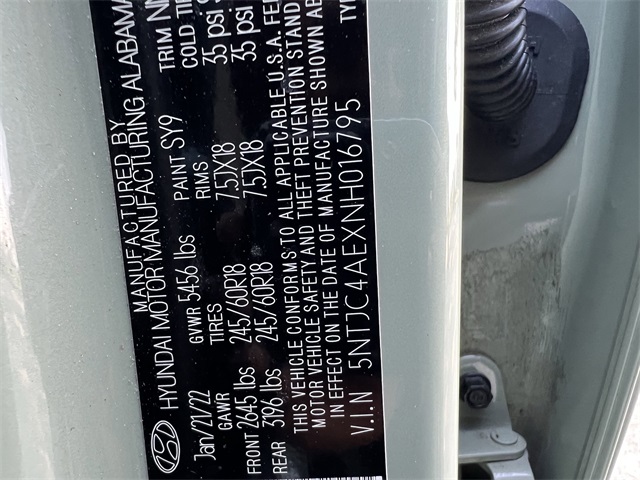 MANUFACTURED BY
HYUNDAI MOTOR MANUFACTURING ALABAMA
Jan/21/22 GVWR 5456 lbs PAINT SY9 TRIM NN
GAWR TIRES RIMS COLD TI
FRONT 2645 lbs 245/60R18 7.5JX18 35 psi
REAR 3196 lbs 245/60R18 7.5JX18 35 psi
THIS VEHICLE CONFORMS TO ALL APPLICABLE U.S.A. FE
MOTOR VEHICLE SAFETY AND THEFT PREVENTION STAND
IN EFFECT ON THE DATE OF MANUFACTURE SHOWN AB
V.I.N 5NTJC4AEXNH016795 TY